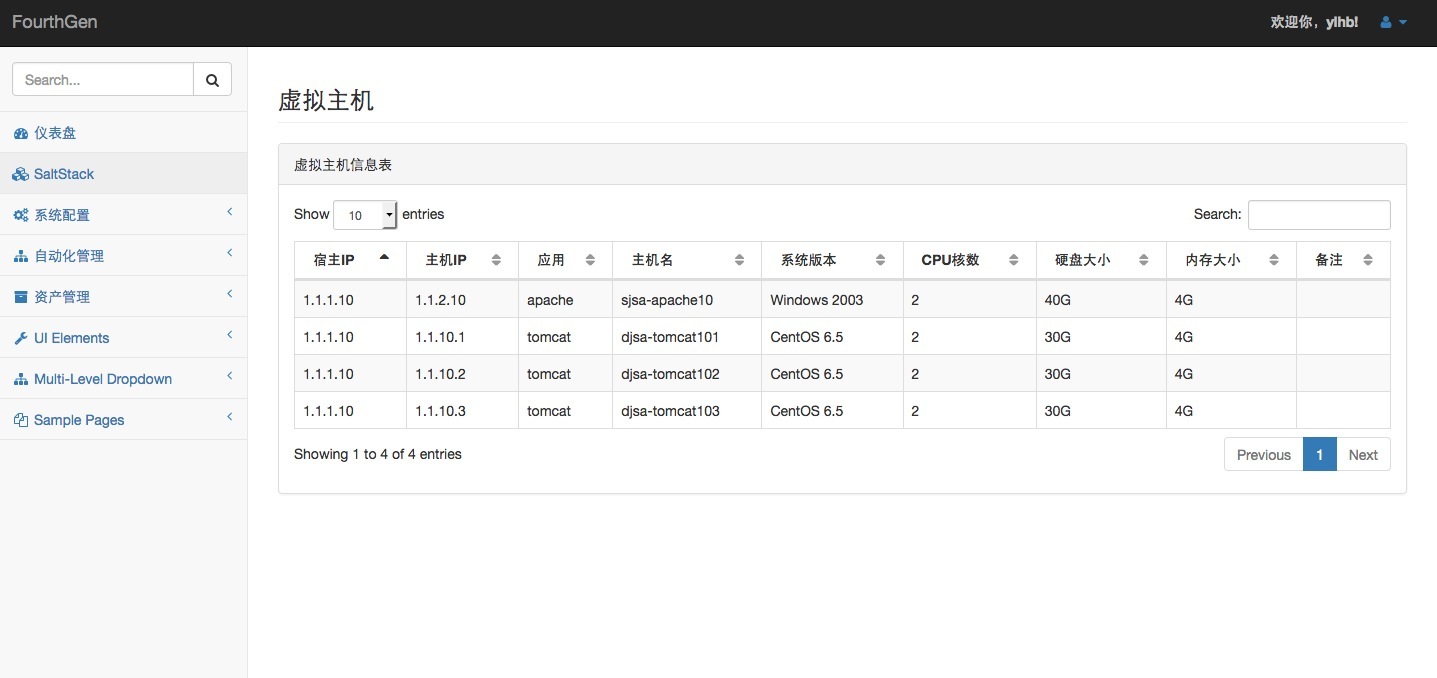 FourthGen
欢迎你，ylhb!
Search...
仪表盘
SaltStack
系统配置
自动化管理
资产管理
UI Elements
Multi-Level Dropdown
Sample Pages
虚拟主机
虚拟主机信息表
Show 10 entries Search:
宿主IP 主机IP 应用 主机名 系统版本 CPU核数 硬盘大小 内存大小 备注
1.1.1.10 1.1.2.10 apache sjsa-apache10 Windows 2003 2 40G 4G
1.1.1.10 1.1.10.1 tomcat djsa-tomcat101 CentOS 6.5 2 30G 4G
1.1.1.10 1.1.10.2 tomcat djsa-tomcat102 CentOS 6.5 2 30G 4G
1.1.1.10 1.1.10.3 tomcat djsa-tomcat103 CentOS 6.5 2 30G 4G
Showing 1 to 4 of 4 entries
Previous 1 Next